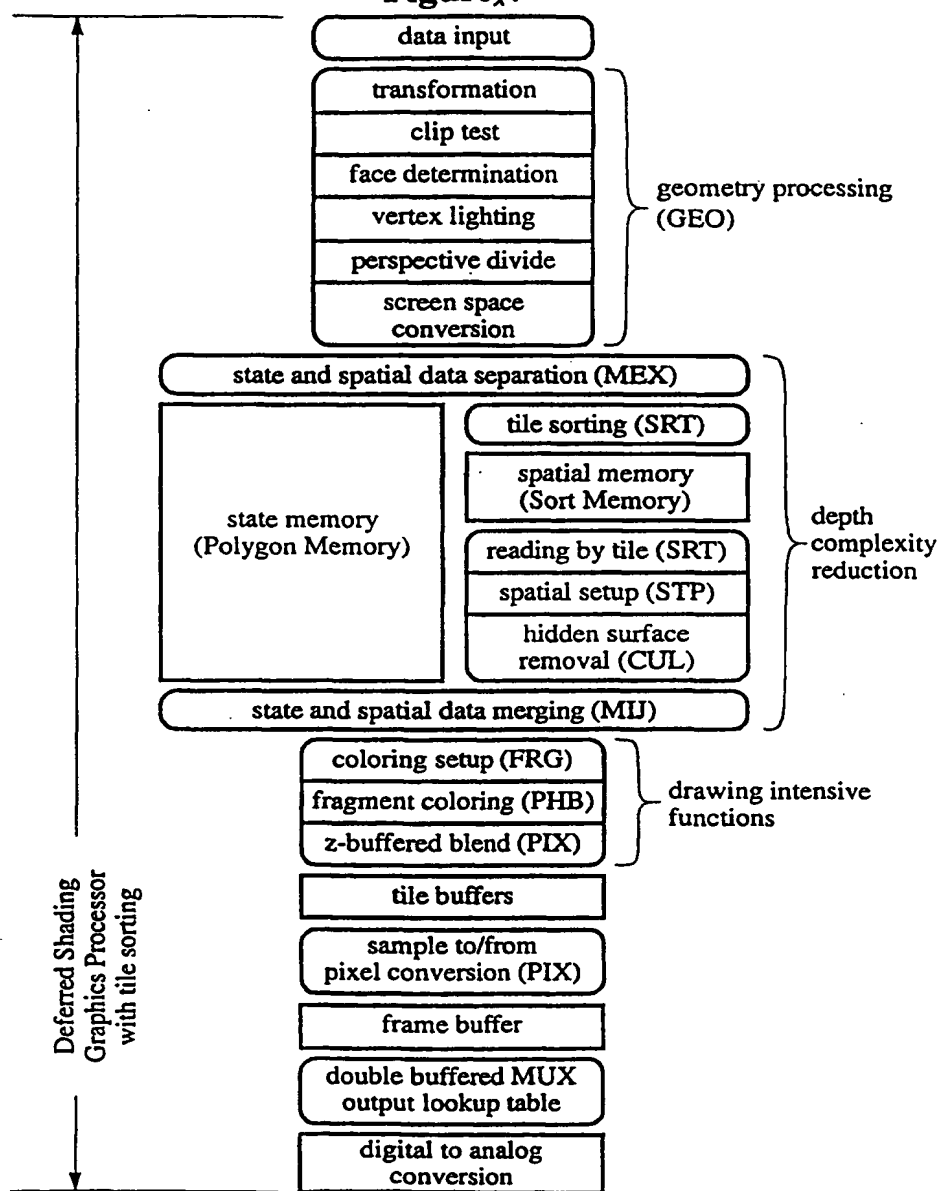 data input
transformation
clip test
face determination
vertex lighting
perspective divide
screen space
conversion
geometry processing
(GEO)
state and spatial data separation (MEX)
state memory
(Polygon Memory)
tile sorting (SRT)
spatial memory
(Sort Memory)
reading by tile (SRT)
spatial setup (STP)
hidden surface
removal (CUL)
depth
complexity
reduction
state and spatial data merging (MIJ)
coloring setup (FRG)
fragment coloring (PHB)
z-buffered blend (PIX)
drawing intensive
functions
tile buffers
sample to/from
pixel conversion (PIX)
frame buffer
double buffered MUX
output lookup table
digital to analog
conversion
Deferred Shading
Graphics Processor
with tile sorting